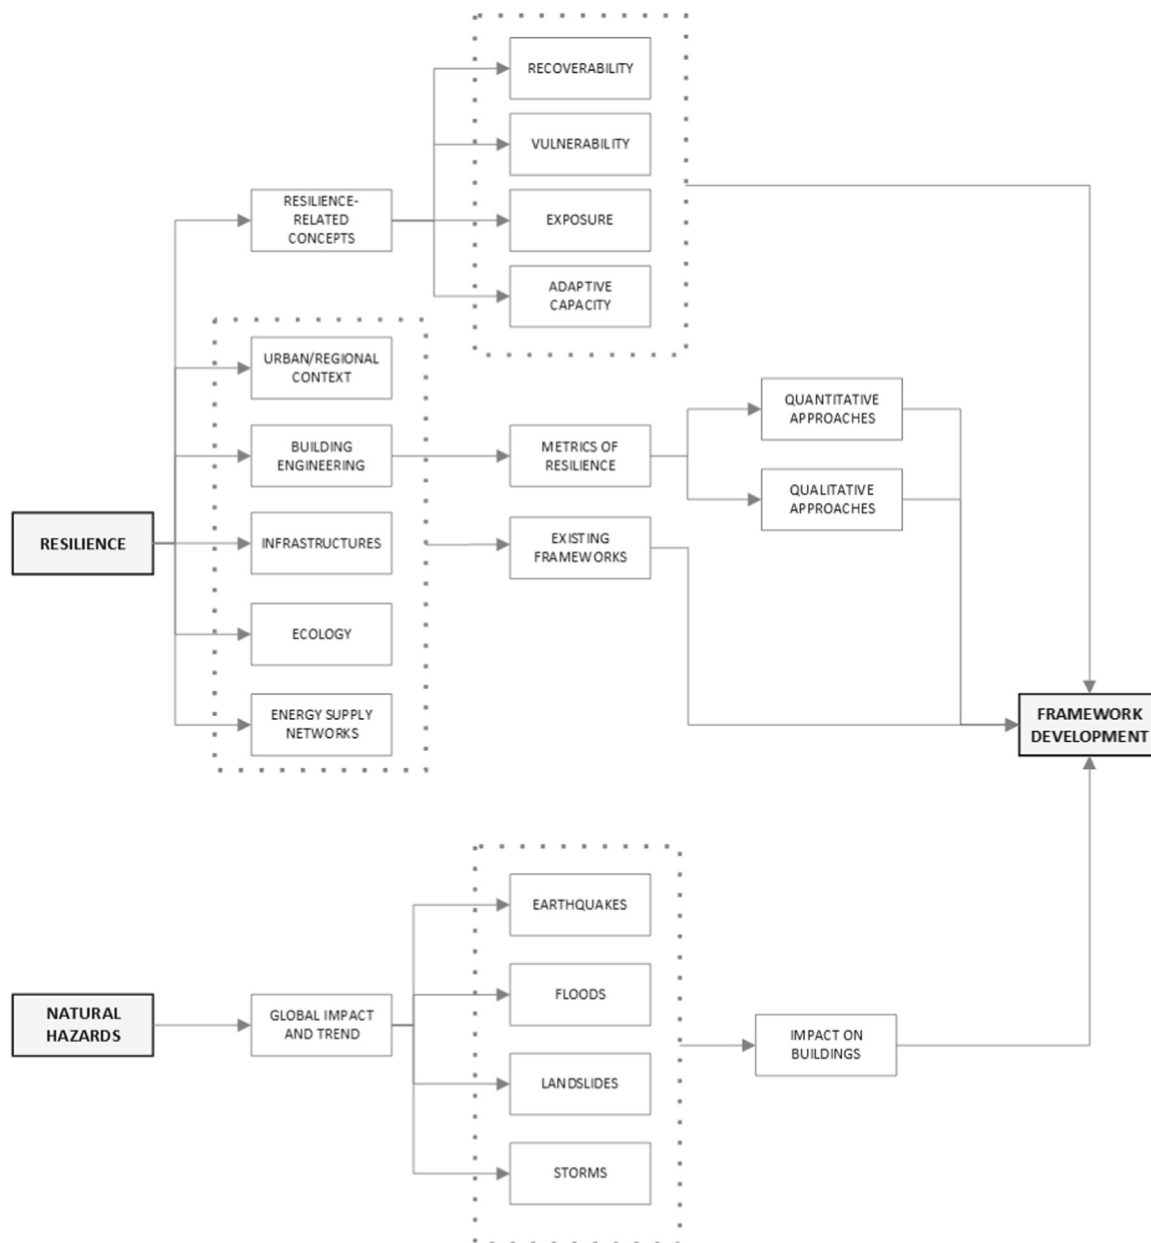 RECOVERABILITY
VULNERABILITY
RESILIENCE-
RELATED
CONCEPTS
EXPOSURE
ADAPTIVE
CAPACITY
URBAN/REGIONAL
CONTEXT
QUANTITATIVE
APPROACHES
BUILDING
ENGINEERING
METRICS OF
RESILIENCE
QUALITATIVE
APPROACHES
RESILIENCE
INFRASTRUCTURES
EXISTING
FRAMEWORKS
ECOLOGY
ENERGY SUPPLY
NETWORKS
FRAMEWORK
DEVELOPMENT
EARTHQUAKES
FLOODS
NATURAL
HAZARDS
GLOBAL IMPACT
AND TREND
IMPACT ON
BUILDINGS
LANDSLIDES
STORMS